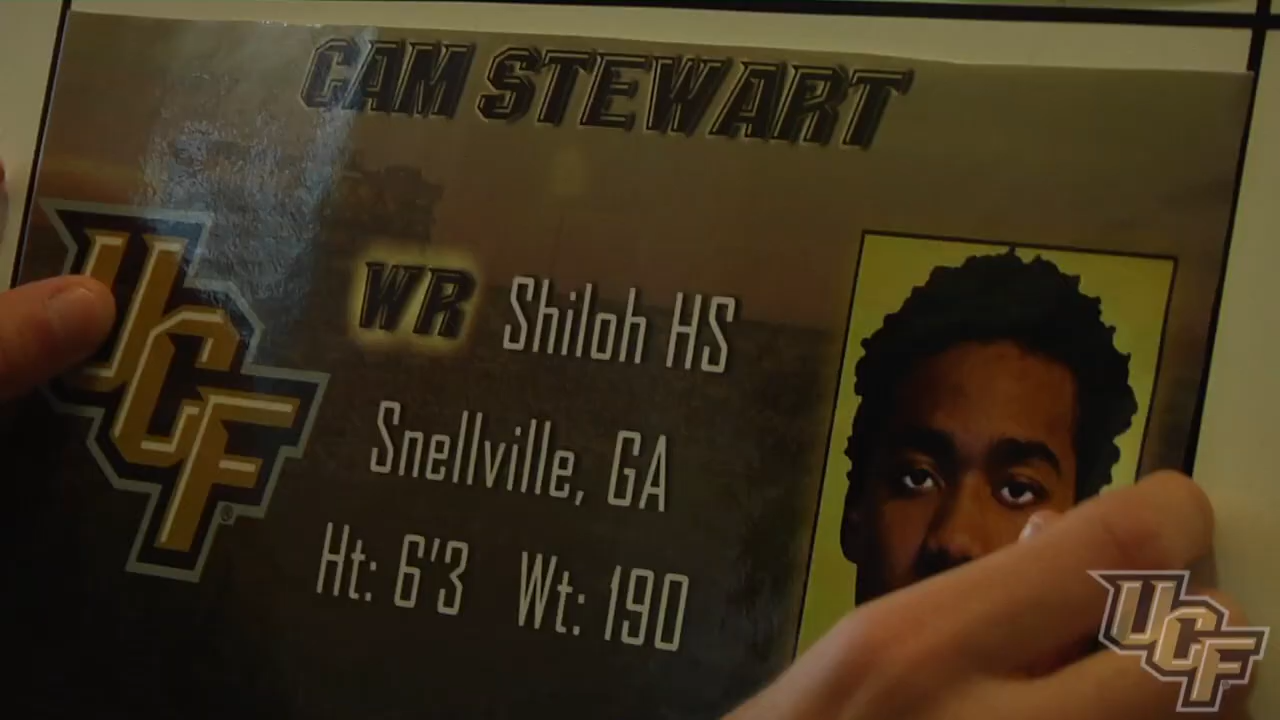 CAM STEWART
WR Shiloh HS
Snellville, GA
Ht: 6'3 Wt: 190
UCF
®
UCF